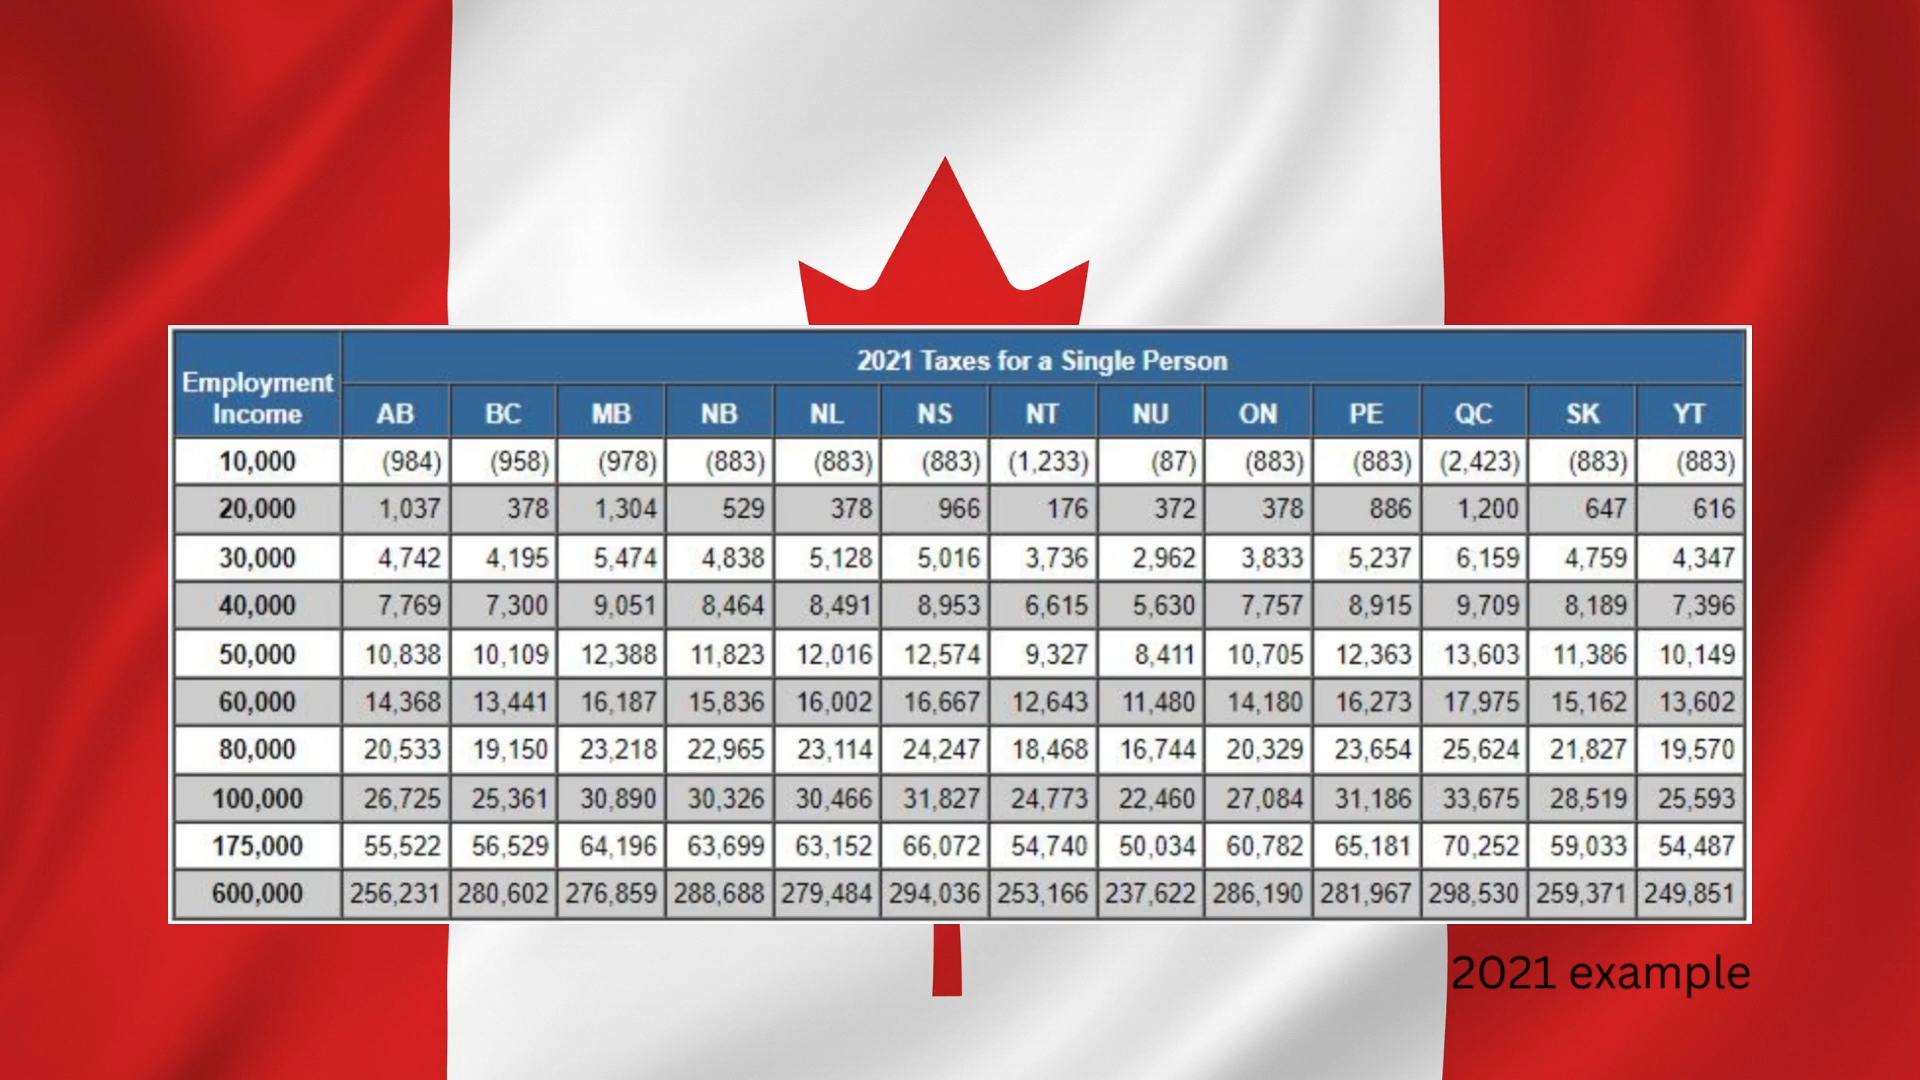 2021 Taxes for a Single Person
Employment
Income AB BC MB NB NL NS NT NU ON PE QC SK YT
10,000 (984) (958) (978) (883) (883) (883) (1,233) (87) (883) (883) (2,423) (883) (883)
20,000 1,037 378 1,304 529 378 966 176 372 378 886 1,200 647 616
30,000 4,742 4,195 5,474 4,838 5,128 5,016 3,736 2,962 3,833 5,237 6,159 4,759 4,347
40,000 7,769 7,300 9,051 8,464 8,491 8,953 6,615 5,630 7,757 8,915 9,709 8,189 7,396
50,000 10,838 10,109 12,388 11,823 12,016 12,574 9,327 8,411 10,705 12,363 13,603 11,386 10,149
60,000 14,368 13,441 16,187 15,836 16,002 16,667 12,643 11,480 14,180 16,273 17,975 15,162 13,602
80,000 20,533 19,150 23,218 22,965 23,114 24,247 18,468 16,744 20,329 23,654 25,624 21,827 19,570
100,000 26,725 25,361 30,890 30,326 30,466 31,827 24,773 22,460 27,084 31,186 33,675 28,519 25,593
175,000 55,522 56,529 64,196 63,699 63,152 66,072 54,740 50,034 60,782 65,181 70,252 59,033 54,487
600,000 256,231 280,602 276,859 288,688 279,484 294,036 253,166 237,622 286,190 281,967 298,530 259,371 249,851
2021 example